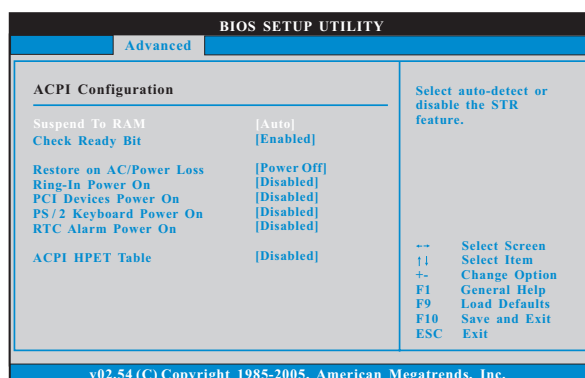 BIOS SETUP UTILITY
Advanced
ACPI Configuration
Suspend To RAM [Auto]
Check Ready Bit [Enabled]
Restore on AC/Power Loss [Power Off]
Ring-In Power On [Disabled]
PCI Devices Power On [Disabled]
PS/2 Keyboard Power On [Disabled]
RTC Alarm Power On [Disabled]
ACPI HPET Table [Disabled]
Select auto-detect or
disable the STR
feature.
←→ Select Screen
↑↓ Select Item
+- Change Option
F1 General Help
F9 Load Defaults
F10 Save and Exit
ESC Exit
v02.54 (C) Copyright 1985-2005, American Megatrends, Inc.